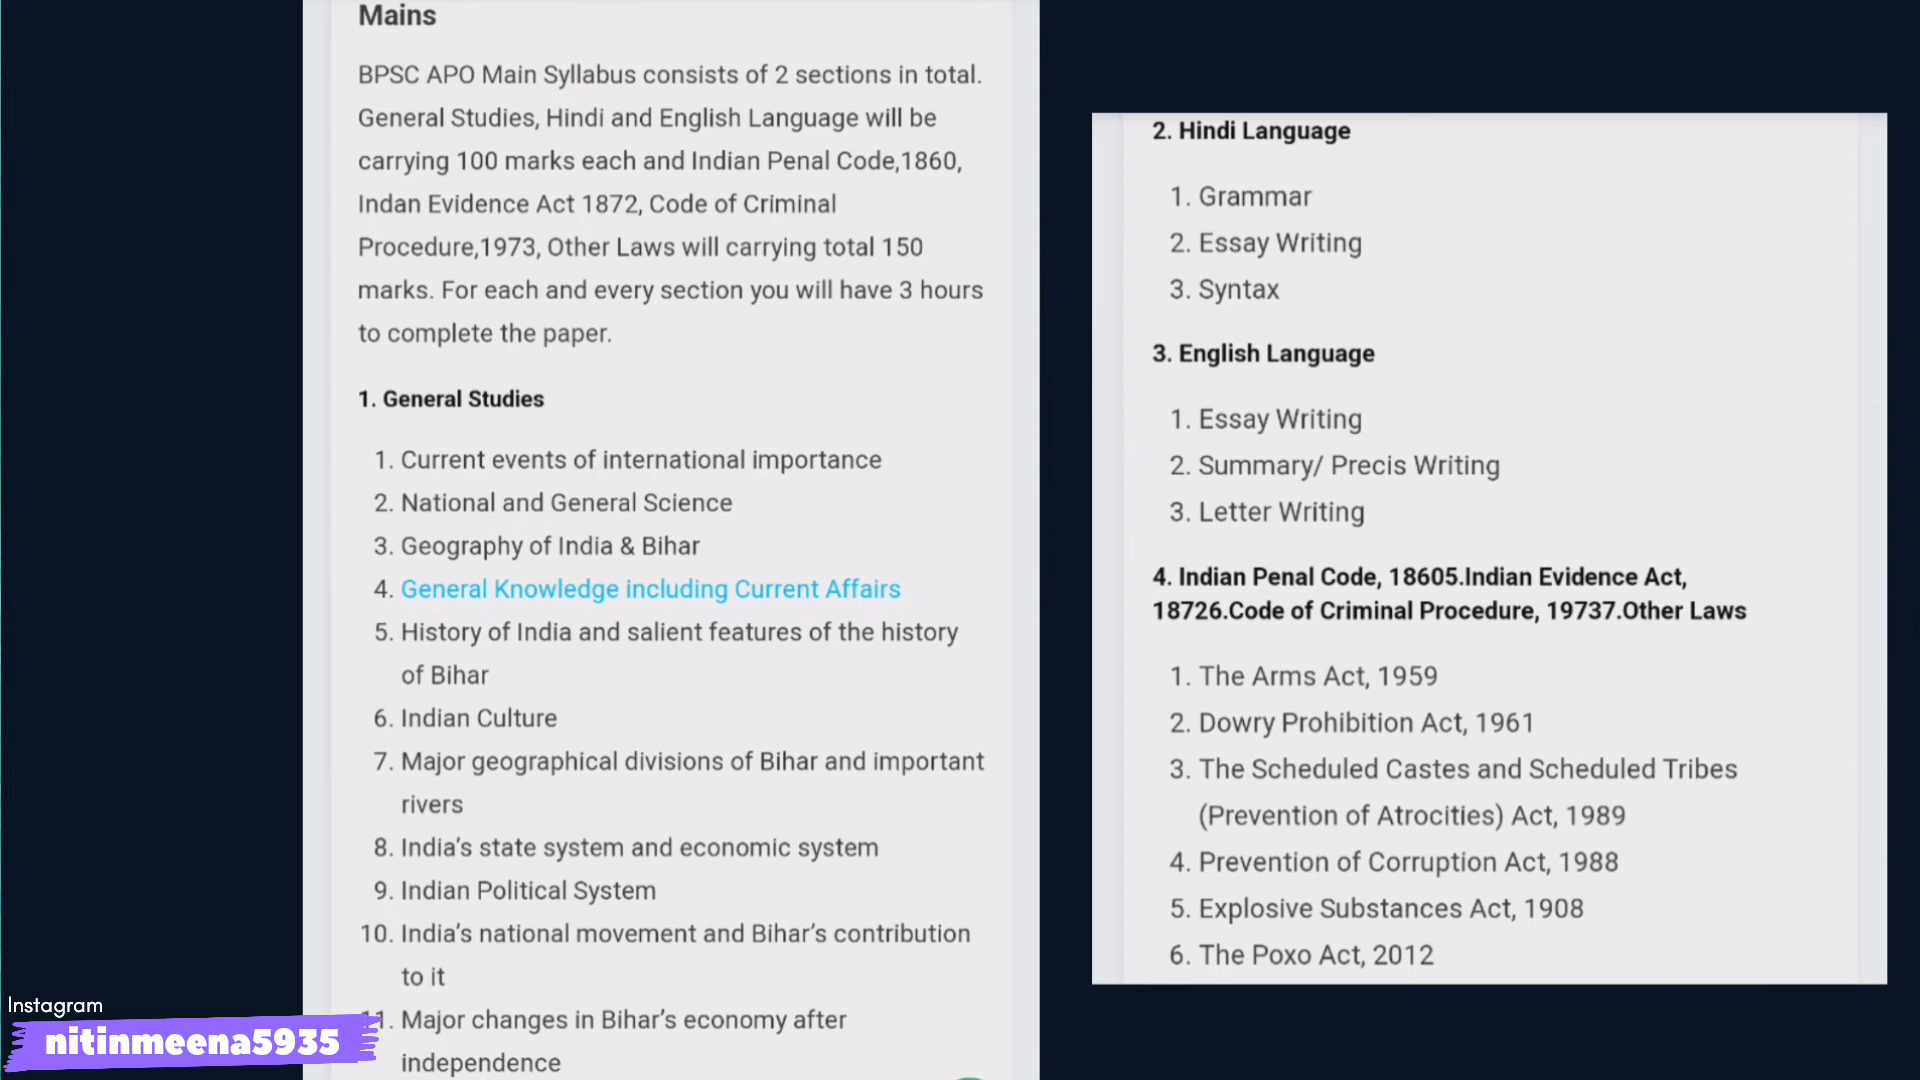 Mains
BPSC APO Main Syllabus consists of 2 sections in total.
General Studies, Hindi and English Language will be
carrying 100 marks each and Indian Penal Code,1860,
Indan Evidence Act 1872, Code of Criminal
Procedure,1973, Other Laws will carrying total 150
marks. For each and every section you will have 3 hours
to complete the paper.
1. General Studies
1. Current events of international importance
2. National and General Science
3. Geography of India & Bihar
4. General Knowledge including Current Affairs
5. History of India and salient features of the history
of Bihar
6. Indian Culture
7. Major geographical divisions of Bihar and important
rivers
8. India’s state system and economic system
9. Indian Political System
10. India’s national movement and Bihar’s contribution
to it
11. Major changes in Bihar’s economy after
independence
2. Hindi Language
1. Grammar
2. Essay Writing
3. Syntax
3. English Language
1. Essay Writing
2. Summary/ Precis Writing
3. Letter Writing
4. Indian Penal Code, 18605.Indian Evidence Act,
18726.Code of Criminal Procedure, 19737.Other Laws
1. The Arms Act, 1959
2. Dowry Prohibition Act, 1961
3. The Scheduled Castes and Scheduled Tribes
(Prevention of Atrocities) Act, 1989
4. Prevention of Corruption Act, 1988
5. Explosive Substances Act, 1908
6. The Poxo Act, 2012
Instagram
nitinmeena5935